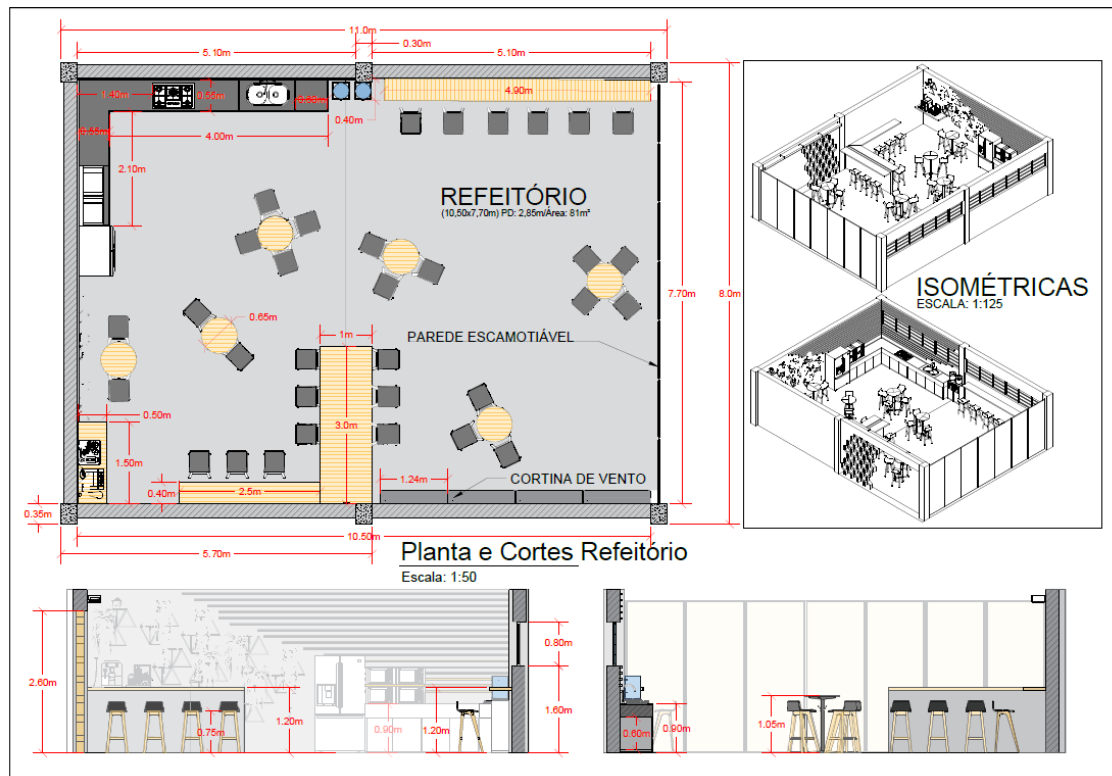 11.0m
0.30m
5.10m
5.10m
1.40m
0.55m
4.90m
0.40m
0.55m
4.00m
2.10m
REFEITÓRIO
(10,50x7,70m) PD: 2,85m/Área: 81m²
7.70m
8.0m
0.65m
1m
PAREDE ESCAMOTIÁVEL
0.50m
3.0m
1.50m
1.24m
CORTINA DE VENTO
0.40m
2.5m
0.35m
10.50m
5.70m
Planta e Cortes Refeitório
Escala: 1:50
ISOMÉTRICAS
ESCALA: 1:125
2.60m
0.75m
1.20m
0.90m
1.20m
0.80m
1.60m
0.60m
0.90m
1.05m